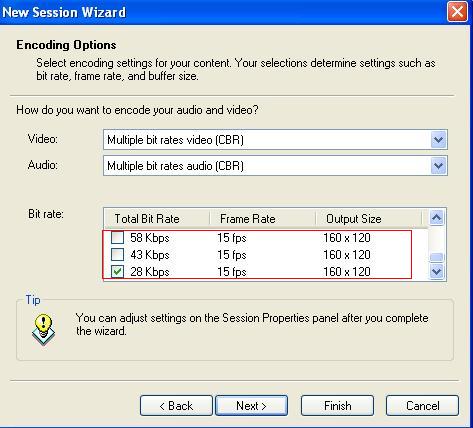 New Session Wizard
Encoding Options
Select encoding settings for your content. Your selections determine settings such as
bit rate, frame rate, and buffer size.
How do you want to encode your audio and video?
Video: Multiple bit rates video (CBR)
Audio: Multiple bit rates audio (CBR)
Bit rate:
Total Bit Rate Frame Rate Output Size
58 Kbps 15 fps 160 x 120
43 Kbps 15 fps 160 x 120
28 Kbps 15 fps 160 x 120
Tip
You can adjust settings on the Session Properties panel after you complete
the wizard.
< Back Next > Finish Cancel